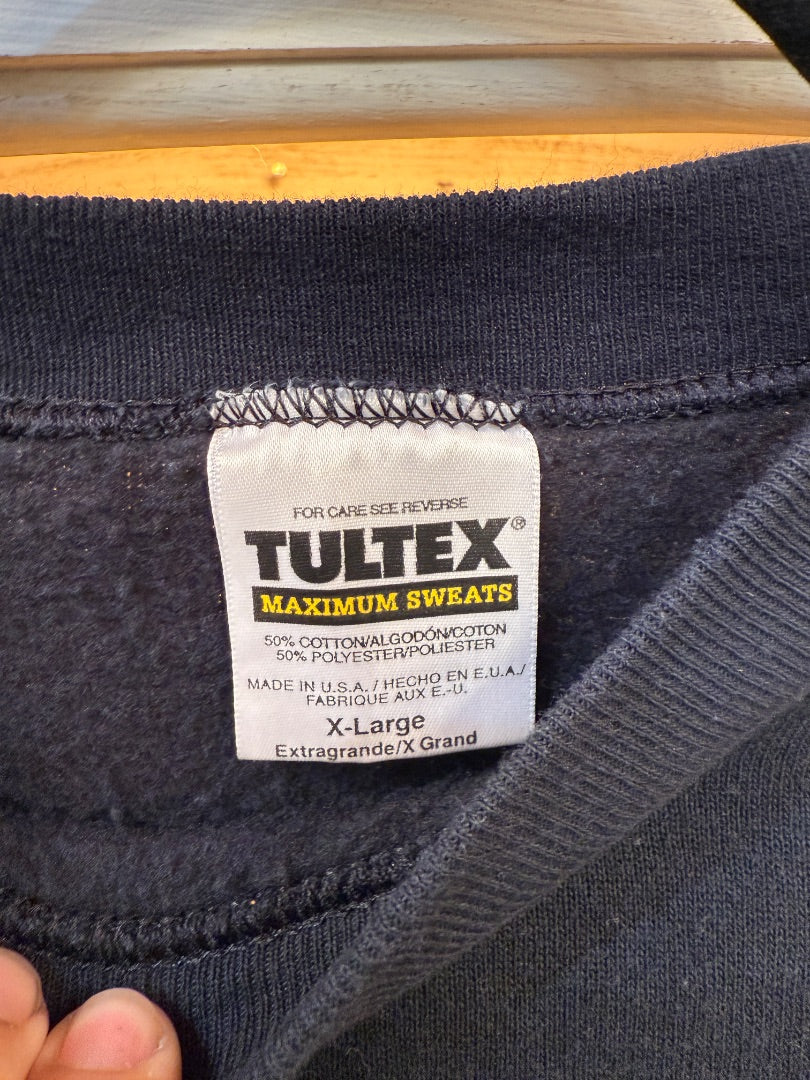 FOR CARE SEE REVERSE
TULTEX®
MAXIMUM SWEATS
50% COTTON/ALGODÓN/COTON
50% POLYESTER/POLIESTER
MADE IN U.S.A. / HECHO EN E.U.A./
FABRIQUE AUX E.-U.
X-Large
Extragrande/X Grand